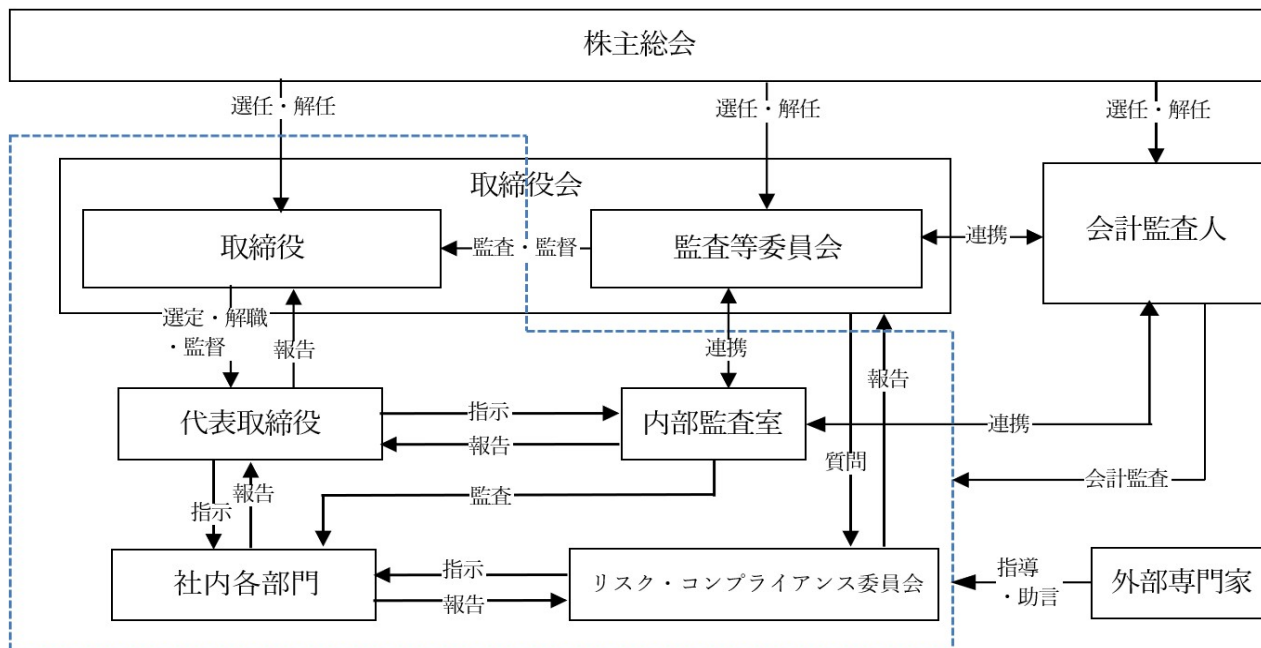 株主総会
選任・解任
選任・解任
選任・解任
取締役会
取締役
監査・監督
監査等委員会
連携
会計監査人
選定・解職
・監督
報告
連携
報告
代表取締役
指示
報告
内部監査室
連携
質問
監査
会計監査
報告
指示
社内各部門
指示
報告
リスク・コンプライアンス委員会
指導
・助言
外部専門家